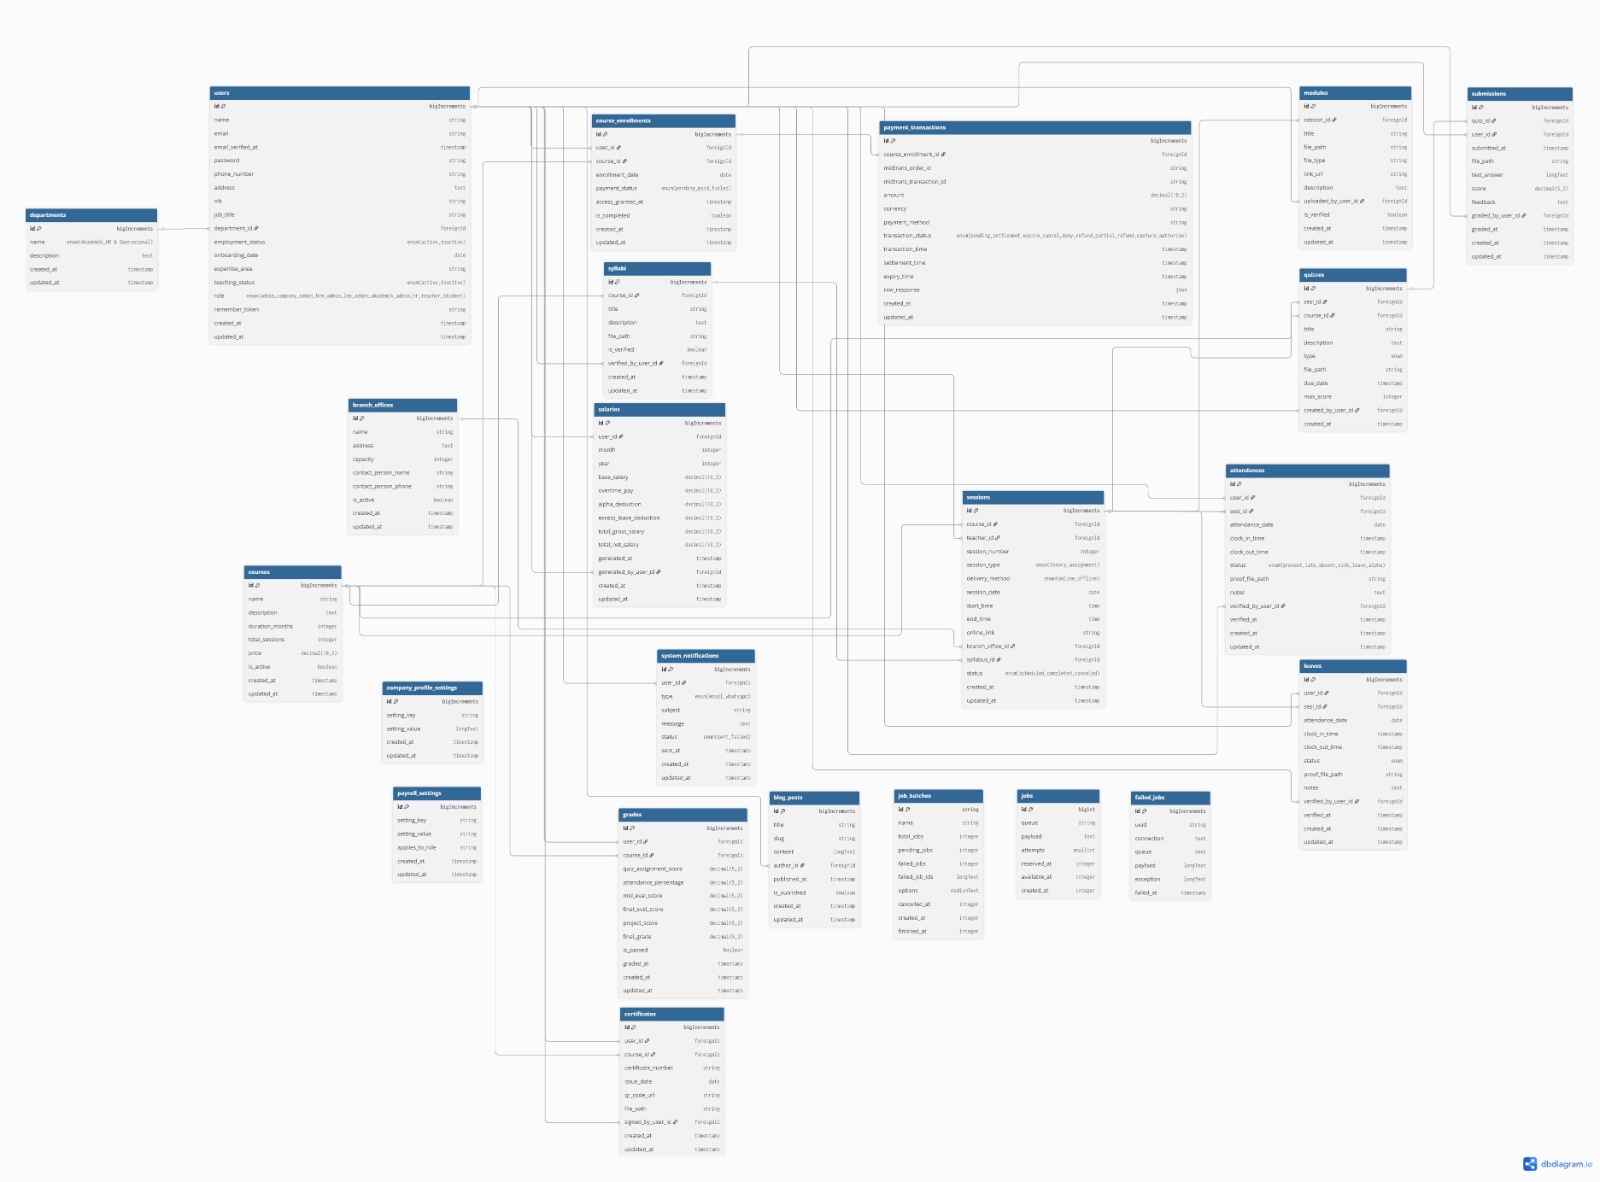 users
id bigIncrements
name string
email string
email_verified_at timestamp
password string
phone_number string
address text
nik string
job_title string
department_id foreignId
employment_status enum(active,inactive)
onboarding_date date
expertise_area string
teaching_status enum(active,inactive)
role enum(admin_company,admin_hrm,admin_lms,admin_akademik,admin_hr,teacher,student)
remember_token string
created_at timestamp
updated_at timestamp
departments
id bigIncrements
name enum(Akademik,HR & Operasional)
description text
created_at timestamp
updated_at timestamp
branch_offices
id bigIncrements
name string
address text
capacity integer
contact_person_name string
contact_person_phone string
is_active boolean
created_at timestamp
updated_at timestamp
courses
id bigIncrements
name string
description text
duration_months integer
total_sessions integer
price decimal(10,2)
is_active boolean
created_at timestamp
updated_at timestamp
company_profile_settings
id bigIncrements
setting_key string
setting_value longText
created_at timestamp
updated_at timestamp
payroll_settings
id bigIncrements
setting_key string
setting_value string
applies_to_role string
created_at timestamp
updated_at timestamp
course_enrollments
id bigIncrements
user_id foreignId
course_id foreignId
enrollment_date date
payment_status enum(pending,paid,failed)
access_granted_at timestamp
is_completed boolean
created_at timestamp
updated_at timestamp
syllabi
id bigIncrements
course_id foreignId
title string
description text
file_path string
is_verified boolean
verified_by_user_id foreignId
created_at timestamp
updated_at timestamp
salaries
id bigIncrements
user_id foreignId
month integer
year integer
base_salary decimal(10,2)
overtime_pay decimal(10,2)
alpha_deduction decimal(10,2)
excess_leave_deduction decimal(10,2)
total_gross_salary decimal(10,2)
total_net_salary decimal(10,2)
generated_at timestamp
generated_by_user_id foreignId
created_at timestamp
updated_at timestamp
system_notifications
id bigIncrements
user_id foreignId
type enum(email,whatsapp)
subject string
message text
status enum(sent,failed)
sent_at timestamp
created_at timestamp
updated_at timestamp
grades
id bigIncrements
user_id foreignId
course_id foreignId
quiz_assignment_score decimal(5,2)
attendance_percentage decimal(5,2)
mid_eval_score decimal(5,2)
final_eval_score decimal(5,2)
project_score decimal(5,2)
final_grade decimal(5,2)
is_passed boolean
graded_at timestamp
created_at timestamp
updated_at timestamp
certificates
id bigIncrements
user_id foreignId
course_id foreignId
certificate_number string
issue_date date
qr_code_url string
file_path string
signed_by_user_id foreignId
created_at timestamp
updated_at timestamp
payment_transactions
id bigIncrements
course_enrollment_id foreignId
midtrans_order_id string
midtrans_transaction_id string
amount decimal(10,2)
currency string
payment_method string
transaction_status enum(pending,settlement,expire,cancel,deny,refund,partial_refund,capture,authorize)
transaction_time timestamp
settlement_time timestamp
expiry_time timestamp
raw_response json
created_at timestamp
updated_at timestamp
sessions
id bigIncrements
course_id foreignId
teacher_id foreignId
session_number integer
session_type enum(theory,assignment)
delivery_method enum(online,offline)
session_date date
start_time time
end_time time
online_link string
branch_office_id foreignId
syllabus_id foreignId
status enum(scheduled,completed,canceled)
created_at timestamp
updated_at timestamp
blog_posts
id bigIncrements
title string
slug string
content longText
author_id foreignId
published_at timestamp
is_published boolean
created_at timestamp
updated_at timestamp
job_batches
id string
name string
total_jobs integer
pending_jobs integer
failed_jobs integer
failed_job_ids longText
options mediumText
cancelled_at integer
created_at integer
finished_at integer
jobs
id bigint
queue string
payload text
attempts smallint
reserved_at integer
available_at integer
created_at integer
failed_jobs
id bigIncrements
uuid string
connection text
queue text
payload longText
exception longText
failed_at timestamp
modules
id bigIncrements
session_id foreignId
title string
file_path string
file_type string
link_url string
description text
uploaded_by_user_id foreignId
is_verified boolean
created_at timestamp
updated_at timestamp
submissions
id bigIncrements
quiz_id foreignId
user_id foreignId
submitted_at timestamp
file_path string
text_answer longText
score decimal(5,2)
feedback text
graded_by_user_id foreignId
graded_at timestamp
created_at timestamp
updated_at timestamp
quizzes
id bigIncrements
sesi_id foreignId
course_id foreignId
title string
description text
type enum
file_path string
due_date timestamp
max_score integer
created_by_user_id foreignId
created_at timestamp
attendances
id bigIncrements
user_id foreignId
sesi_id foreignId
attendance_date date
clock_in_time timestamp
clock_out_time timestamp
status enum(present,late,absent,sick,leave,alpha)
proof_file_path string
notes text
verified_by_user_id foreignId
verified_at timestamp
created_at timestamp
updated_at timestamp
leaves
id bigIncrements
user_id foreignId
sesi_id foreignId
attendance_date date
clock_in_time timestamp
clock_out_time timestamp
status enum
proof_file_path string
notes text
verified_by_user_id foreignId
verified_at timestamp
created_at timestamp
updated_at timestamp
dbdiagram.io